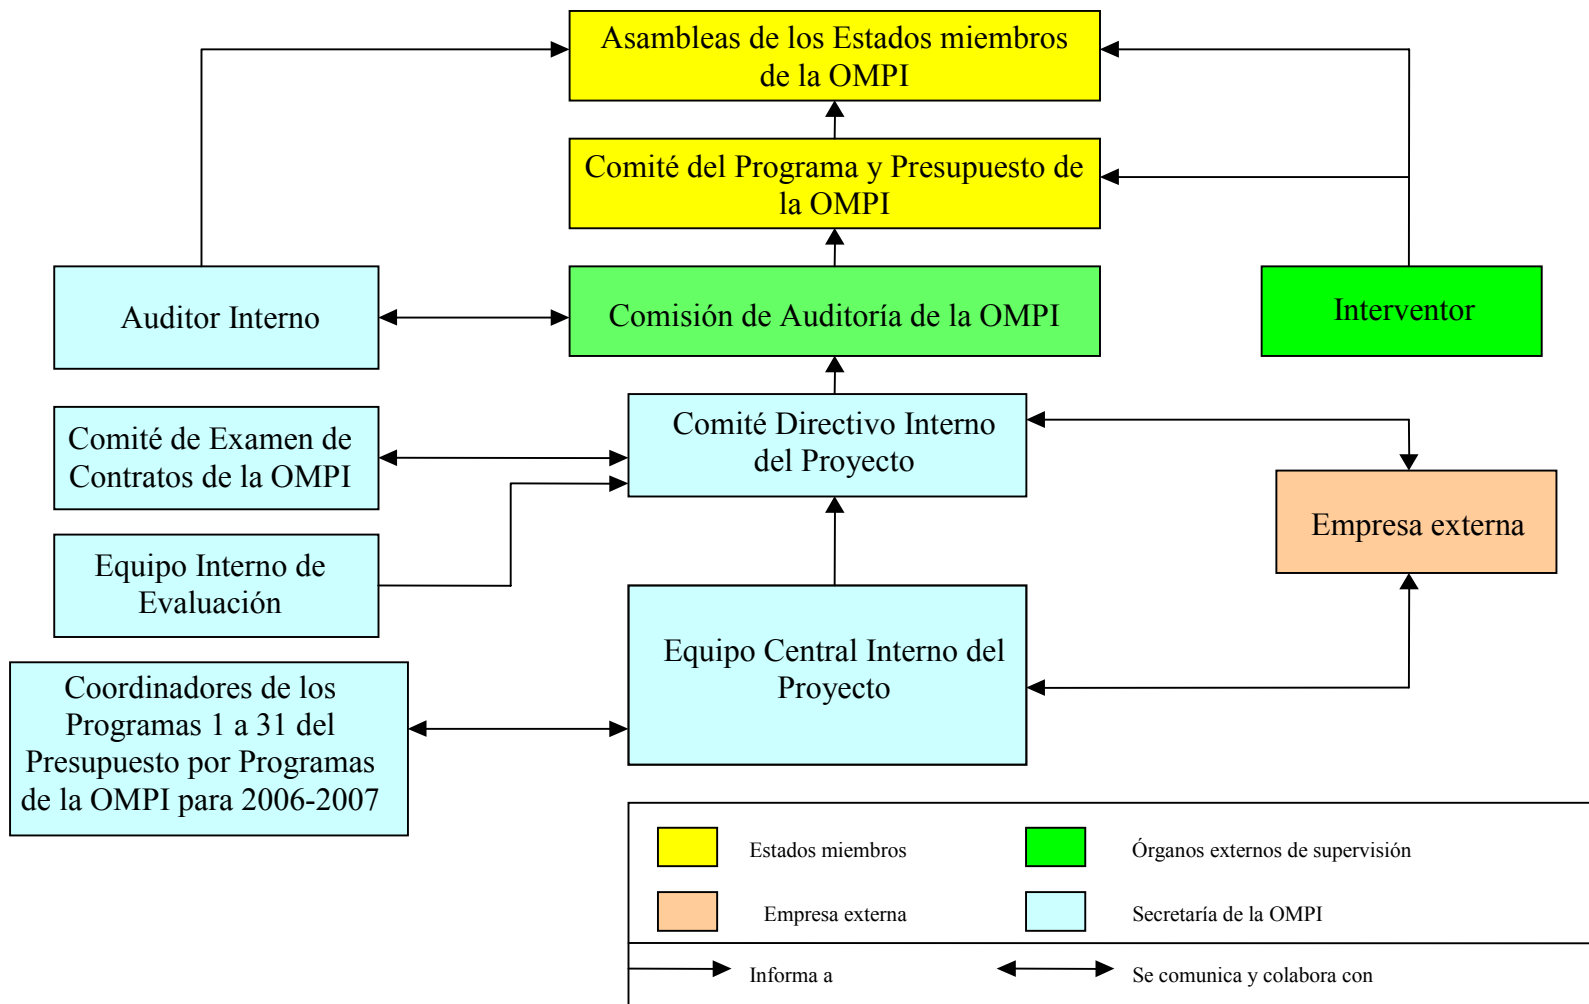 Asambleas de los Estados miembros
de la OMPI
Comité del Programa y Presupuesto de
la OMPI
Auditor Interno
Comisión de Auditoría de la OMPI
Interventor
Comité de Examen de
Contratos de la OMPI
Comité Directivo Interno
del Proyecto
Empresa externa
Equipo Interno de
Evaluación
Equipo Central Interno del
Proyecto
Coordinadores de los
Programas 1 a 31 del
Presupuesto por Programas
de la OMPI para 2006-2007
Estados miembros
Órganos externos de supervisión
Empresa externa
Secretaría de la OMPI
Informa a
Se comunica y colabora con